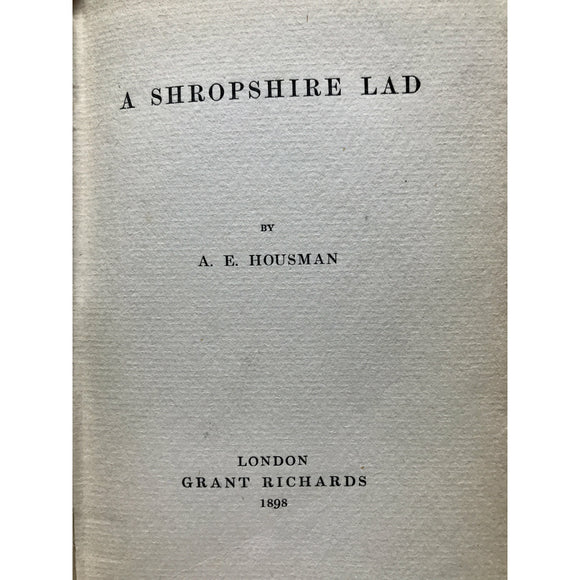 A SHROPSHIRE LAD
BY
A. E. HOUSMAN
LONDON
GRANT RICHARDS
1898